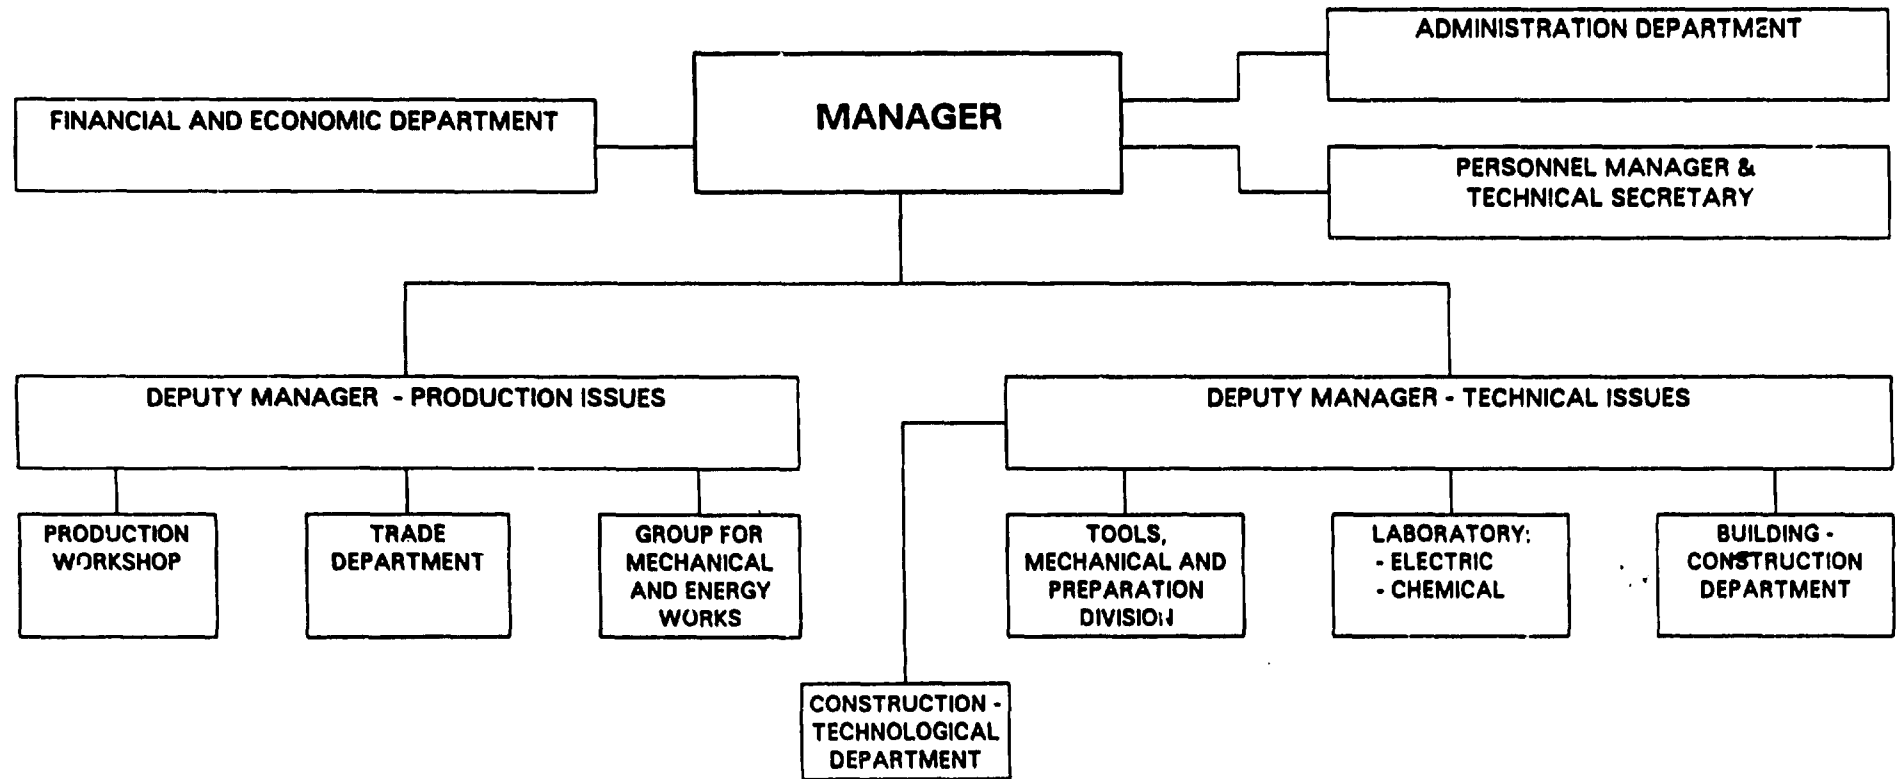 ADMINISTRATION DEPARTMENT
MANAGER
FINANCIAL AND ECONOMIC DEPARTMENT
PERSONNEL MANAGER &
TECHNICAL SECRETARY
DEPUTY MANAGER - PRODUCTION ISSUES
DEPUTY MANAGER - TECHNICAL ISSUES
PRODUCTION
WORKSHOP
TRADE
DEPARTMENT
GROUP FOR
MECHANICAL
AND ENERGY
WORKS
TOOLS,
MECHANICAL AND
PREPARATION
DIVISION
LABORATORY:
- ELECTRIC
- CHEMICAL
BUILDING -
CONSTRUCTION
DEPARTMENT
CONSTRUCTION -
TECHNOLOGICAL
DEPARTMENT